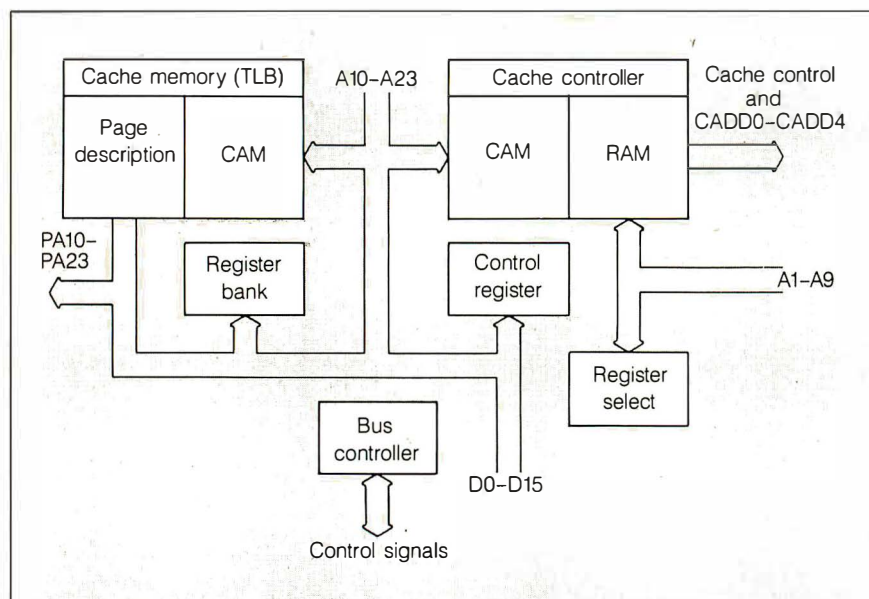 Cache memory (TLB)
Page
description
CAM
A10–A23
Cache controller
CAM
RAM
Cache control
and
CADD0–CADD4
PA10–
PA23
Register
bank
Control
register
A1–A9
Register
select
Bus
controller
D0–D15
Control signals